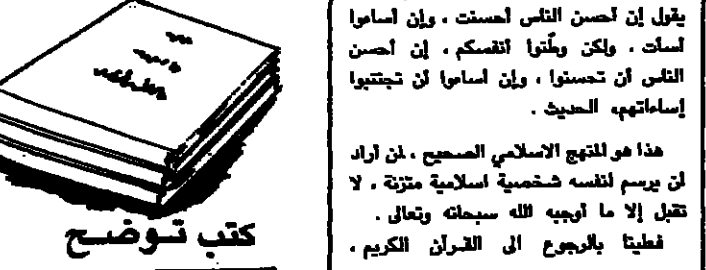 يقول إن أحسن الناس أحسنت ، وإن أساءوا
أسأت ، ولكن وطّنوا أنفسكم ، إن أحسن
الناس أن تحسنوا ، وإن أساءوا أن تجتنبوا
إساءاتهم» الحديث .
هذا هو المنهج الاسلامي الصحيح ، لمن أراد
أن يرسم لنفسه شخصية اسلامية متزنة ، لا
تقبل إلا ما أوجبه الله سبحانه وتعالى .
فعلينا بالرجوع الى القرآن الكريم ،
كتب توضح